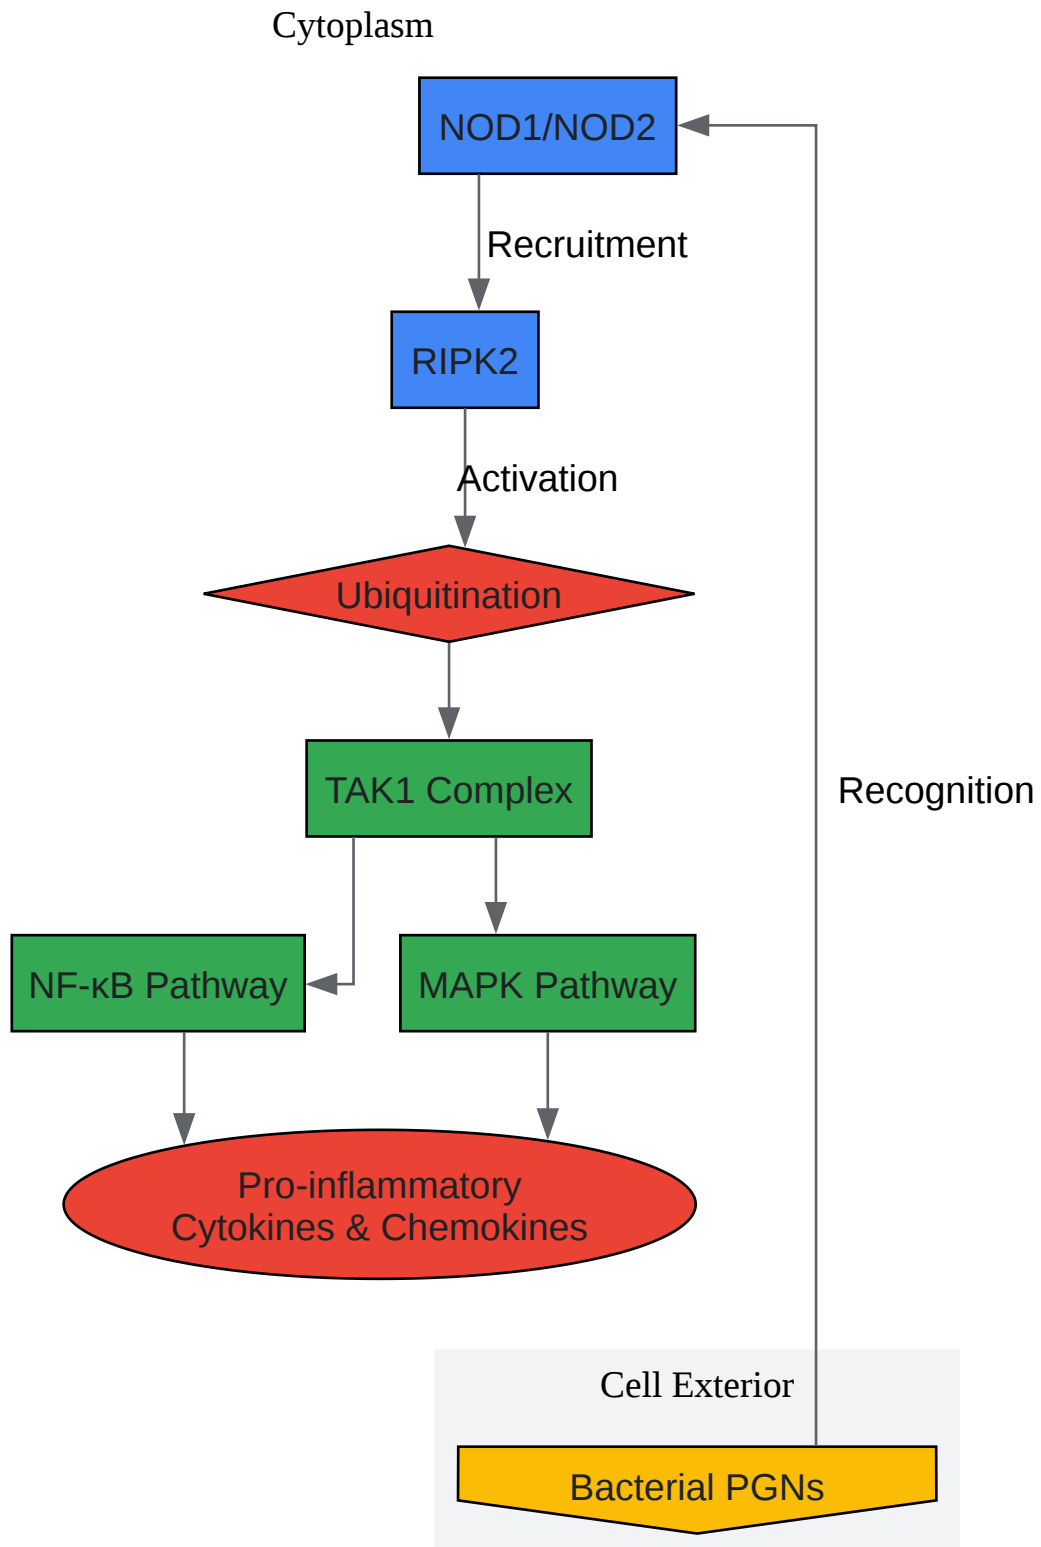 Cytoplasm
NOD1/NOD2
Recruitment
RIPK2
Activation
Ubiquitination
TAK1 Complex
Recognition
NF-κB Pathway
MAPK Pathway
Pro-inflammatory
Cytokines & Chemokines
Cell Exterior
Bacterial PGNs